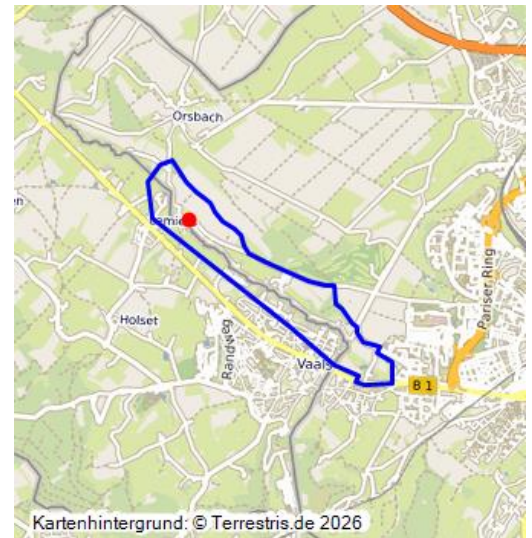 Orsbach
Holset
Randweg
Vaals
Pariser Ring
B 1
Kartenhintergrund: © Terrestris.de 2026